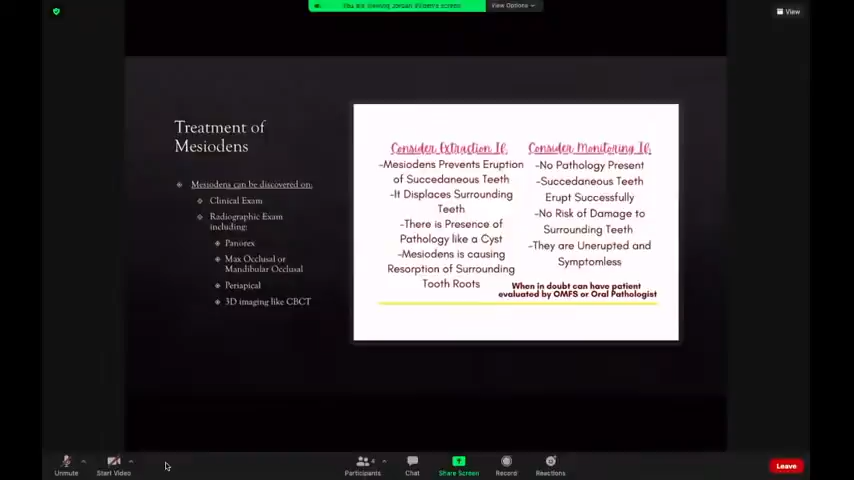 View Options
View
Treatment of
Mesiodens
Mesiodens can be discovered on:
Clinical Exam
Radiographic Exam
including:
Panorex
Max Occlusal or
Mandibular Occlusal
Periapical
3D imaging like CBCT
Consider Extraction If:
-Mesiodens Prevents Eruption
of Succedaneous Teeth
-It Displaces Surrounding
Teeth
-There is Presence of
Pathology like a Cyst
-Mesiodens is causing
Resorption of Surrounding
Tooth Roots
Consider Monitoring If:
-No Pathology Present
-Succedaneous Teeth
Erupt Successfully
-No Risk of Damage to
Surrounding Teeth
-They are Unerupted and
Symptomless
When in doubt can have patient
evaluated by OMFS or Oral Pathologist
Unmute
Start Video
Participants
4
Chat
Share Screen
Record
Reactions
Leave